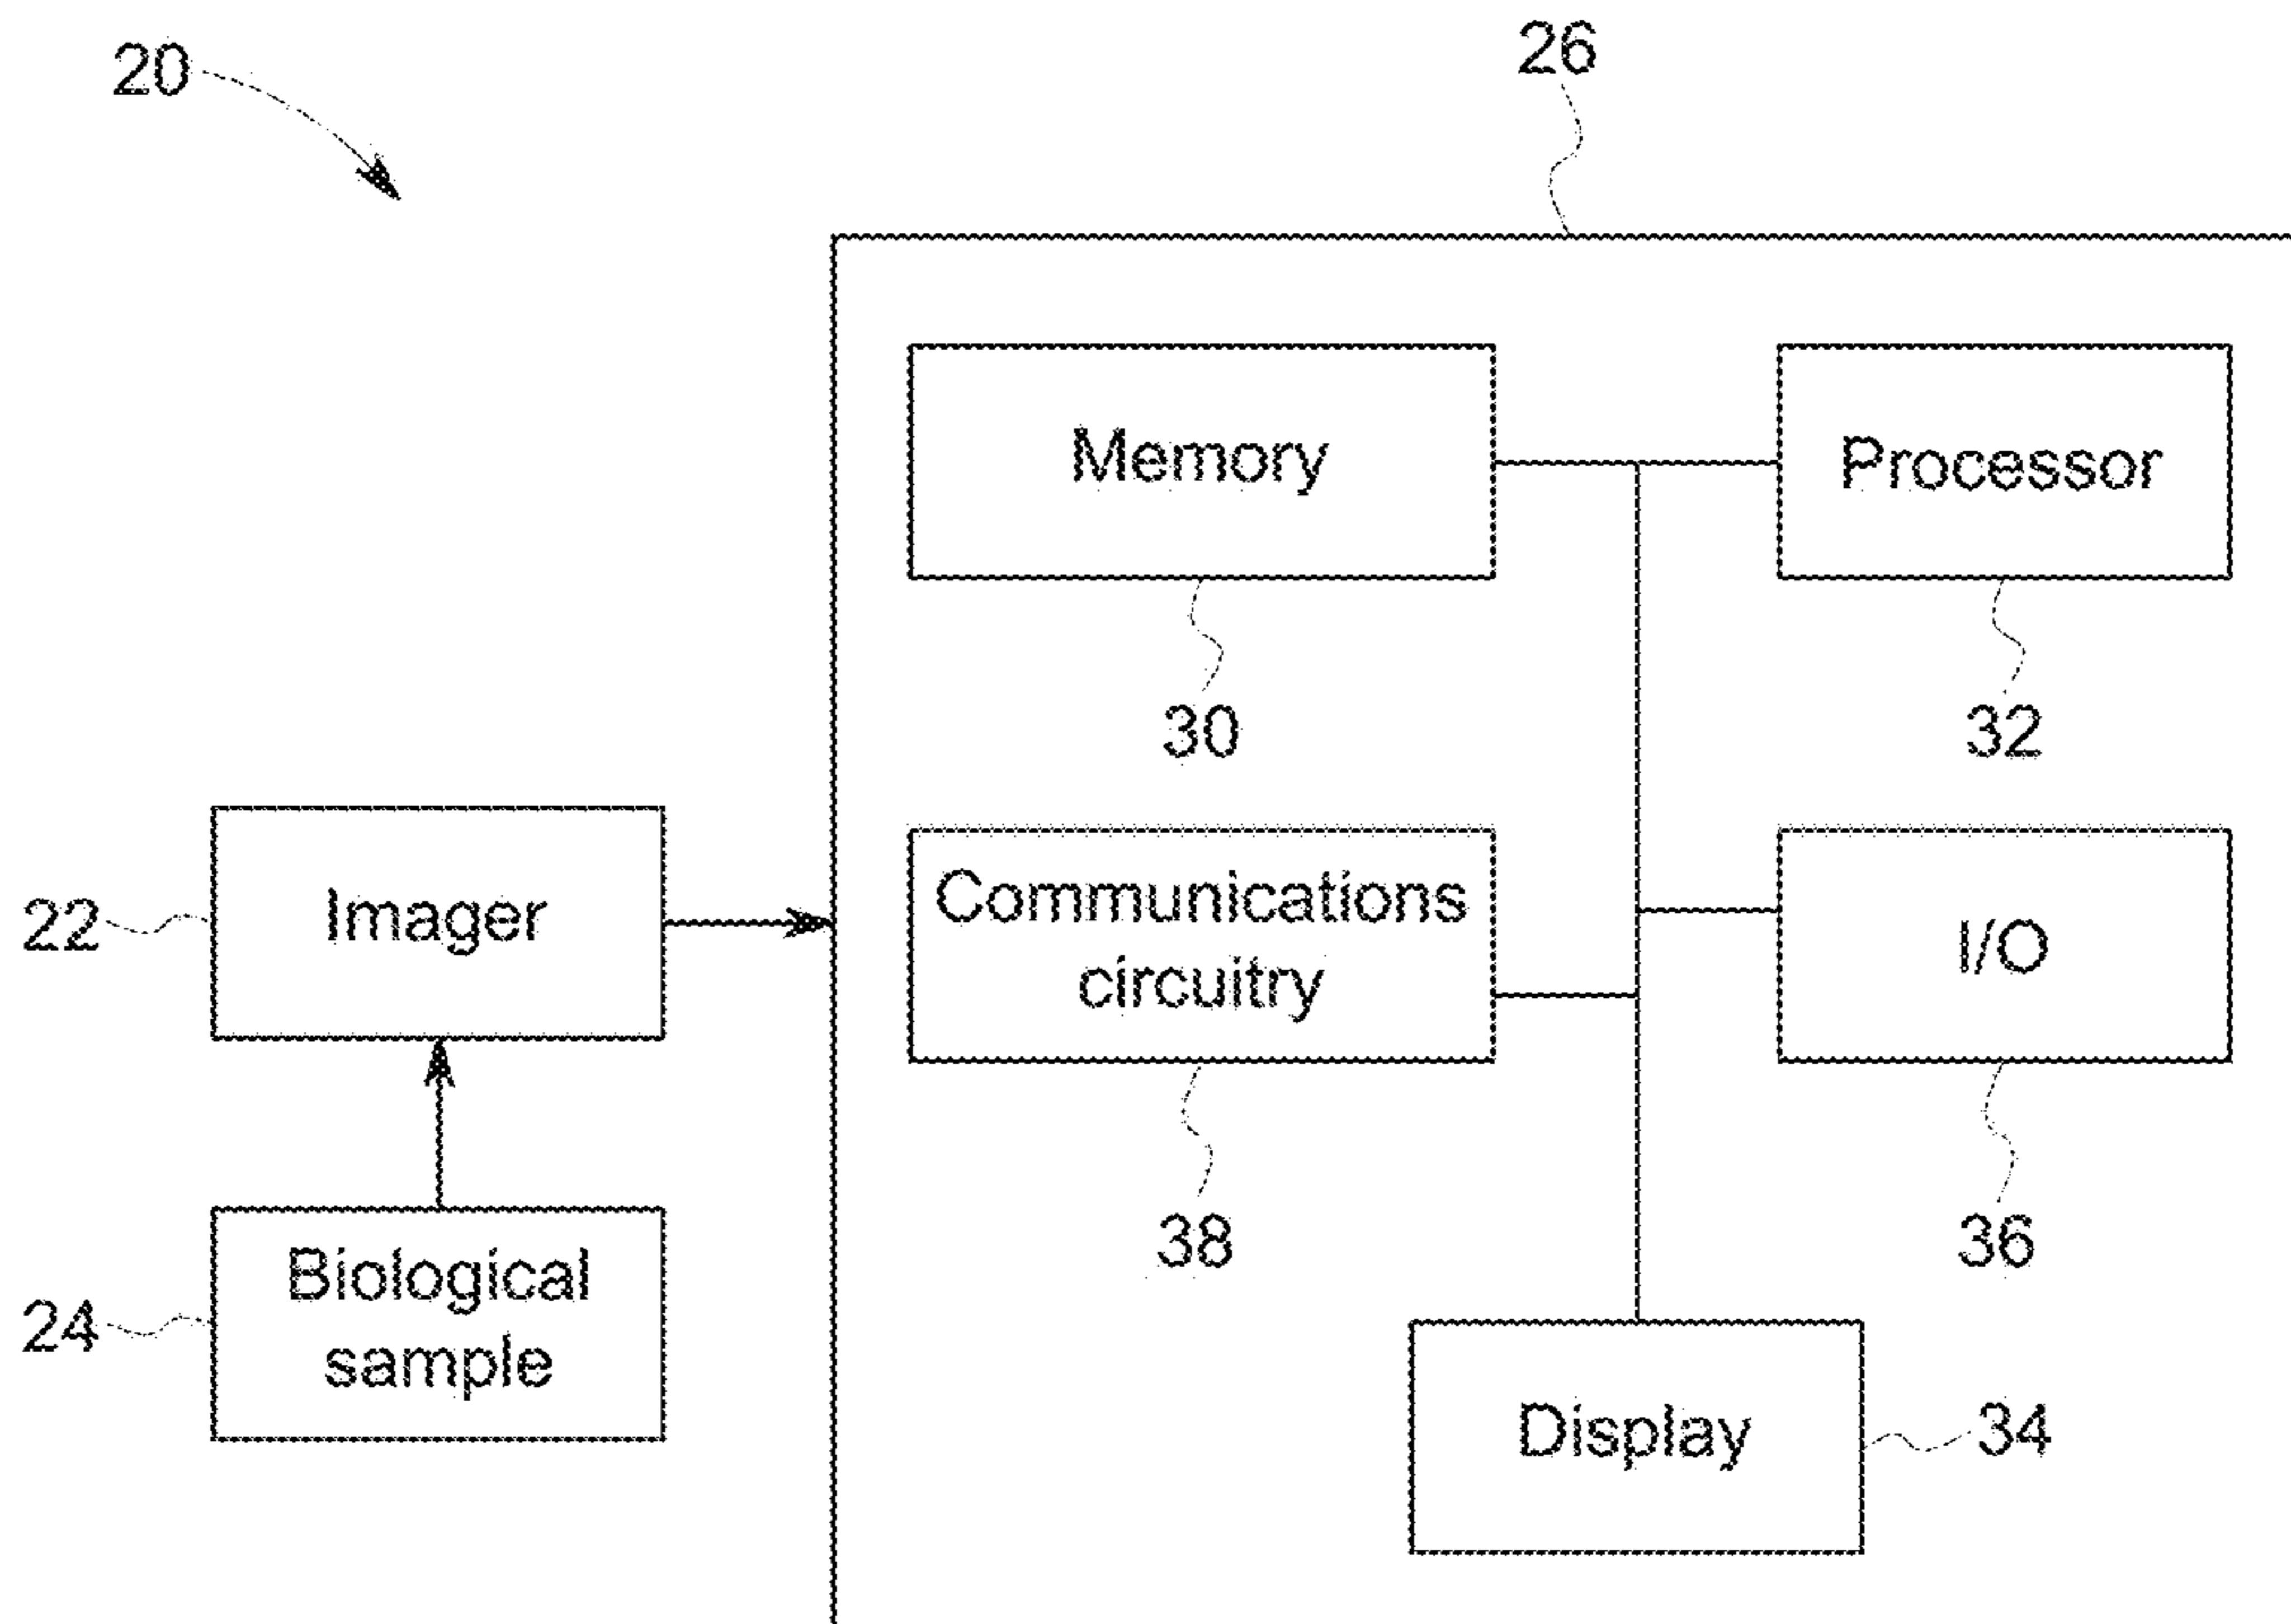 20
26
Memory
Processor
30
32
22
Imager
Communications
circuitry
I/O
38
36
24
Biological
sample
Display
34